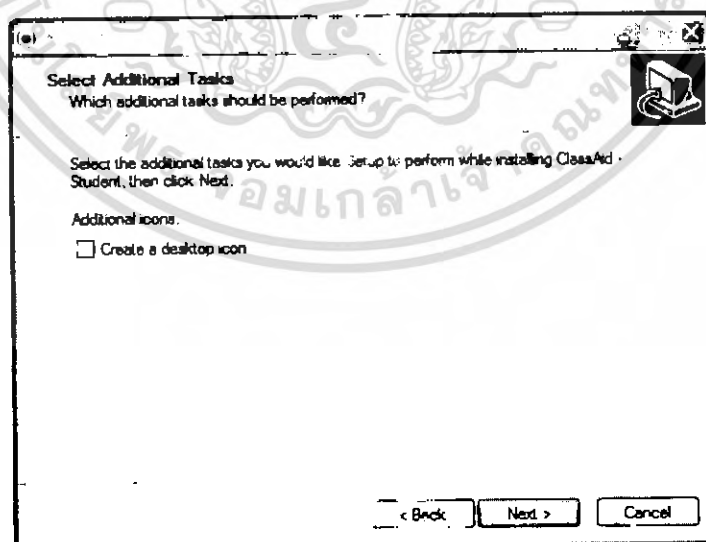 (e)
Select Additional Tasks
Which additional tasks should be performed?
Select the additional tasks you would like Setup to perform while installing ClassAid -
Student, then click Next.
Additional icons.
Create a desktop icon
< Back
Next >
Cancel